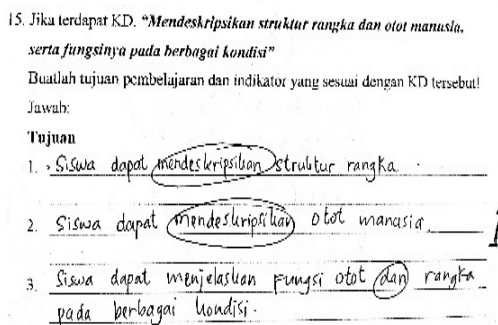 15. Jika terdapat KD. "Mendeskripsikan struktur rangka dan otot manusia,
serta fungsinya pada berbagai kondisi"
Buatlah tujuan pembelajaran dan indikator yang sesuai dengan KD tersebut!
Jawab:
Tujuan
1. Siswa dapat mendeskripsikan struktur rangka.
2. Siswa dapat mendeskripsikan otot manusia
3. Siswa dapat menjelaskan fungsi otot dan rangka
pada berbagai kondisi.